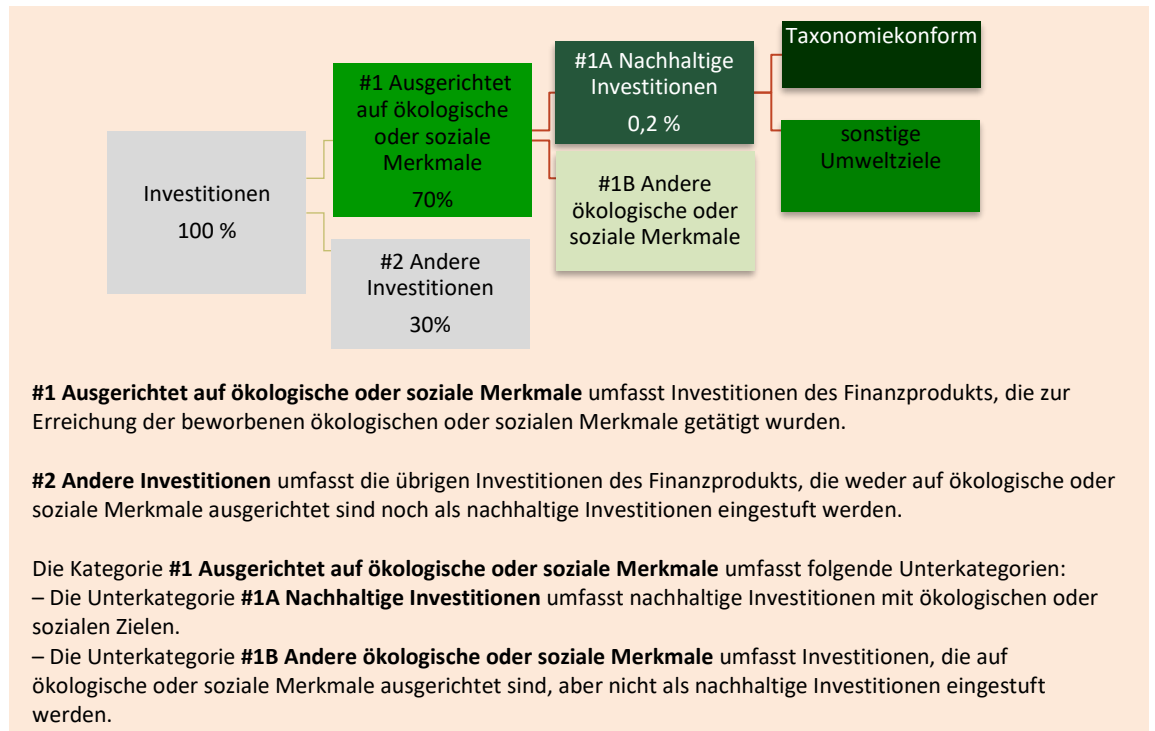 Investitionen
100 %
#1 Ausgerichtet
auf ökologische
oder soziale
Merkmale
70%
#2 Andere
Investitionen
30%
#1A Nachhaltige
Investitionen
0,2 %
#1B Andere
ökologische oder
soziale Merkmale
Taxonomiekonform
sonstige
Umweltziele
#1 Ausgerichtet auf ökologische oder soziale Merkmale umfasst Investitionen des Finanzprodukts, die zur
Erreichung der beworbenen ökologischen oder sozialen Merkmale getätigt wurden.
#2 Andere Investitionen umfasst die übrigen Investitionen des Finanzprodukts, die weder auf ökologische oder
soziale Merkmale ausgerichtet sind noch als nachhaltige Investitionen eingestuft werden.
Die Kategorie #1 Ausgerichtet auf ökologische oder soziale Merkmale umfasst folgende Unterkategorien:
– Die Unterkategorie #1A Nachhaltige Investitionen umfasst nachhaltige Investitionen mit ökologischen oder
sozialen Zielen.
– Die Unterkategorie #1B Andere ökologische oder soziale Merkmale umfasst Investitionen, die auf
ökologische oder soziale Merkmale ausgerichtet sind, aber nicht als nachhaltige Investitionen eingestuft
werden.